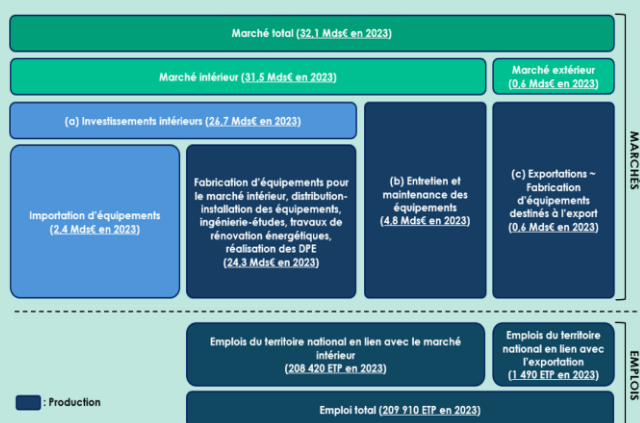 Marché total (32,1 Mds€ en 2023)
Marché intérieur (31,5 Mds€ en 2023)
Marché extérieur
(0,6 Mds€ en 2023)
(a) Investissements intérieurs (26,7 Mds€ en 2023)
Importation d'équipements
(2,4 Mds€ en 2023)
Fabrication d'équipements pour
le marché intérieur, distribution-
installation des équipements,
ingénierie-études, travaux de
rénovation énergétiques,
réalisation des DPE
(24,3 Mds€ en 2023)
(b) Entretien et
maintenance des
équipements
(4,8 Mds€ en 2023)
(c) Exportations ~
Fabrication
d'équipements
destinés à l'export
(0,6 Mds€ en 2023)
MARCHÉS
Emplois du territoire national en lien avec le marché
intérieur
(208 420 ETP en 2023)
Emplois du territoire
national en lien avec
l'exportation
(1 490 ETP en 2023)
Emploi total (209 910 ETP en 2023)
EMPLOIS
: Production